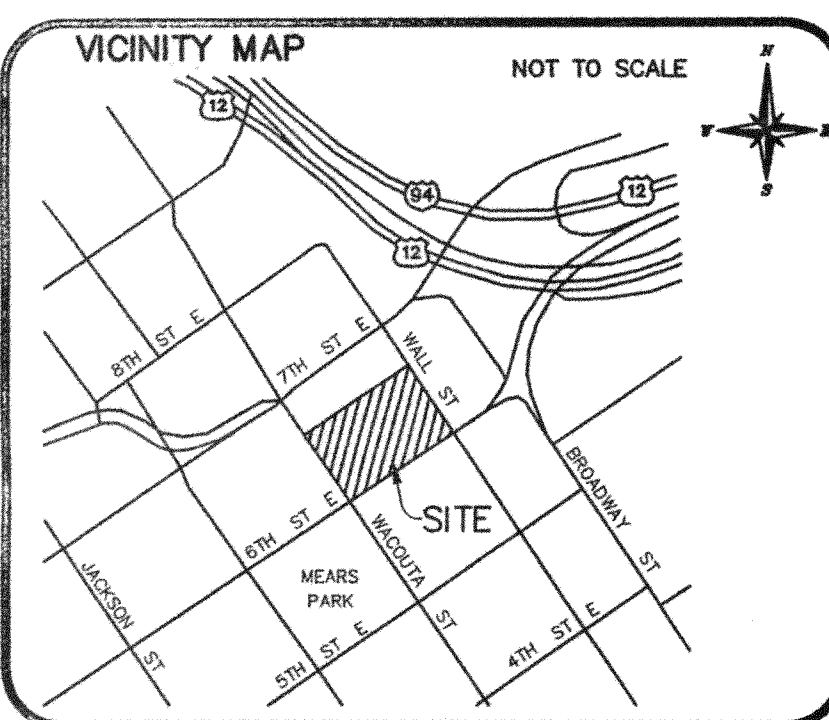 VICINITY MAP
NOT TO SCALE
N
W
E
S
12
94
12
12
8TH ST E
7TH ST E
WALL ST
6TH ST E
SITE
BROADWAY ST
WACOUTA ST
MEARS
PARK
JACKSON ST
5TH ST E
4TH ST E